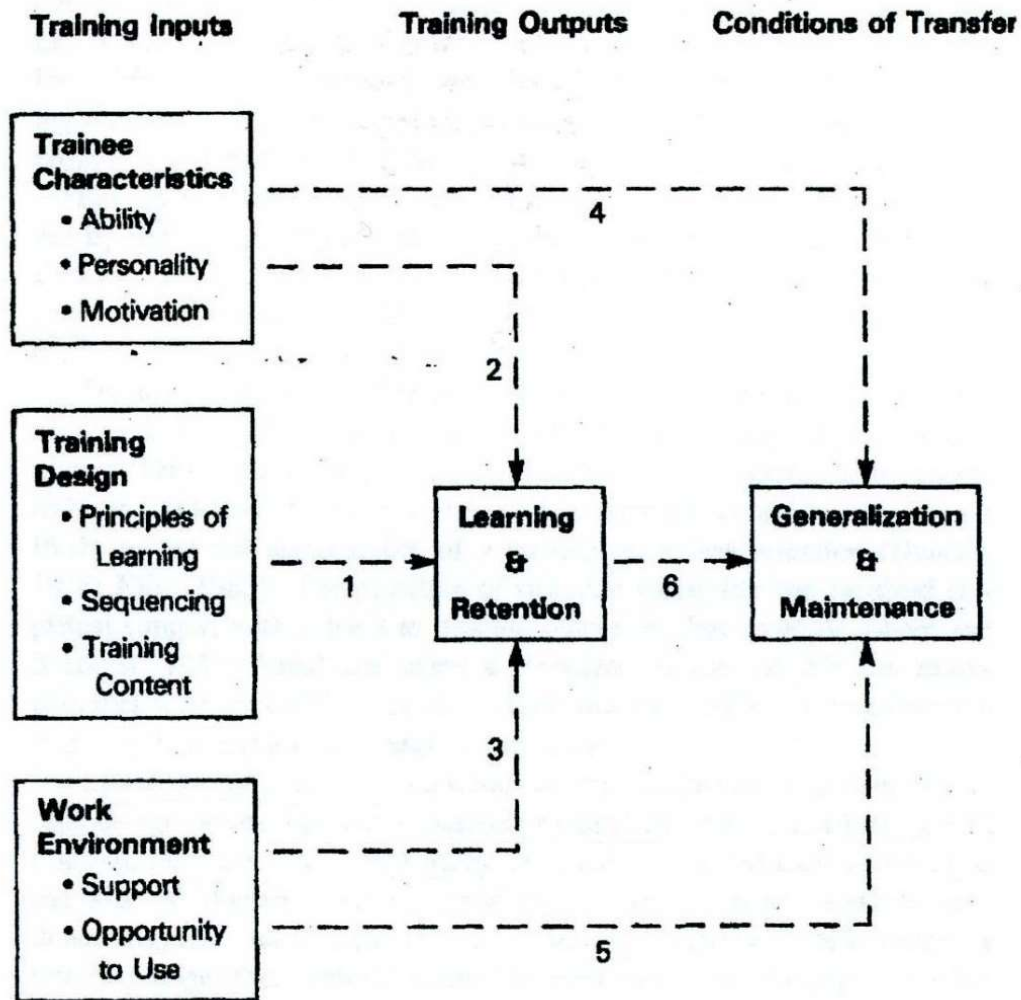 Training Inputs
Training Outputs
Conditions of Transfer
Trainee
Characteristics
• Ability
• Personality
• Motivation
4
2
Training
Design
• Principles of
Learning
• Sequencing
• Training
Content
1
Learning
&
Retention
6
Generalization
&
Maintenance
3
Work
Environment
• Support
• Opportunity
to Use
5